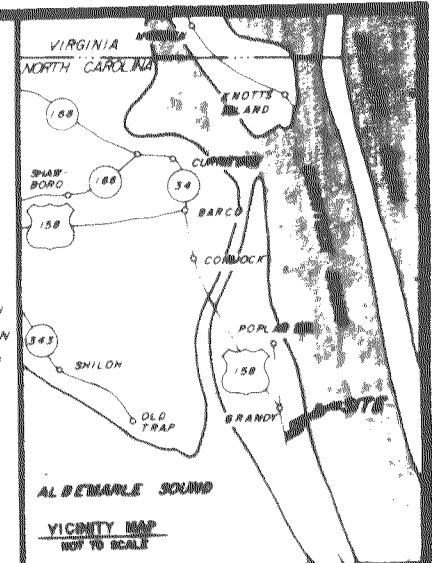 VIRGINIA
NORTH CAROLINA
KNOTTS
ISLAND
168
SHAW-
BORO
168
34
158
BARCO
COINJOCK
POPLAR
343
SHILOH
158
OLD
TRAP
GRANDY
SITE
ALBEMARLE SOUND
VICINITY MAP
NOT TO SCALE